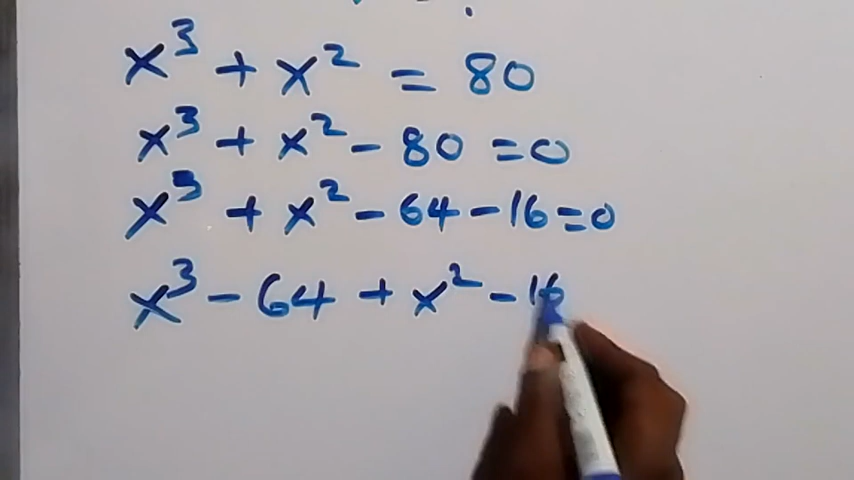 x³ + x² = 80
x³ + x² - 80 = 0
x³ + x² - 64 - 16 = 0
x³ - 64 + x² - 16